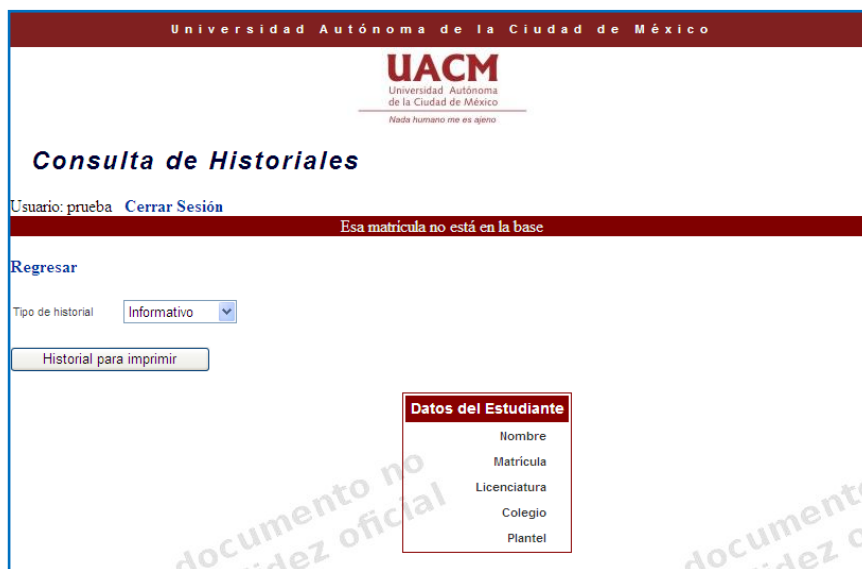 Universidad Autónoma de la Ciudad de México
UACM
Universidad Autónoma
de la Ciudad de México
Nada humano me es ajeno
Consulta de Historiales
Usuario: prueba Cerrar Sesión
Esa matricula no está en la base
Regresar
Tipo de historial Informativo
Historial para imprimir
Datos del Estudiante
Nombre
Matrícula
Licenciatura
Colegio
Plantel
documento no
oficial
documento